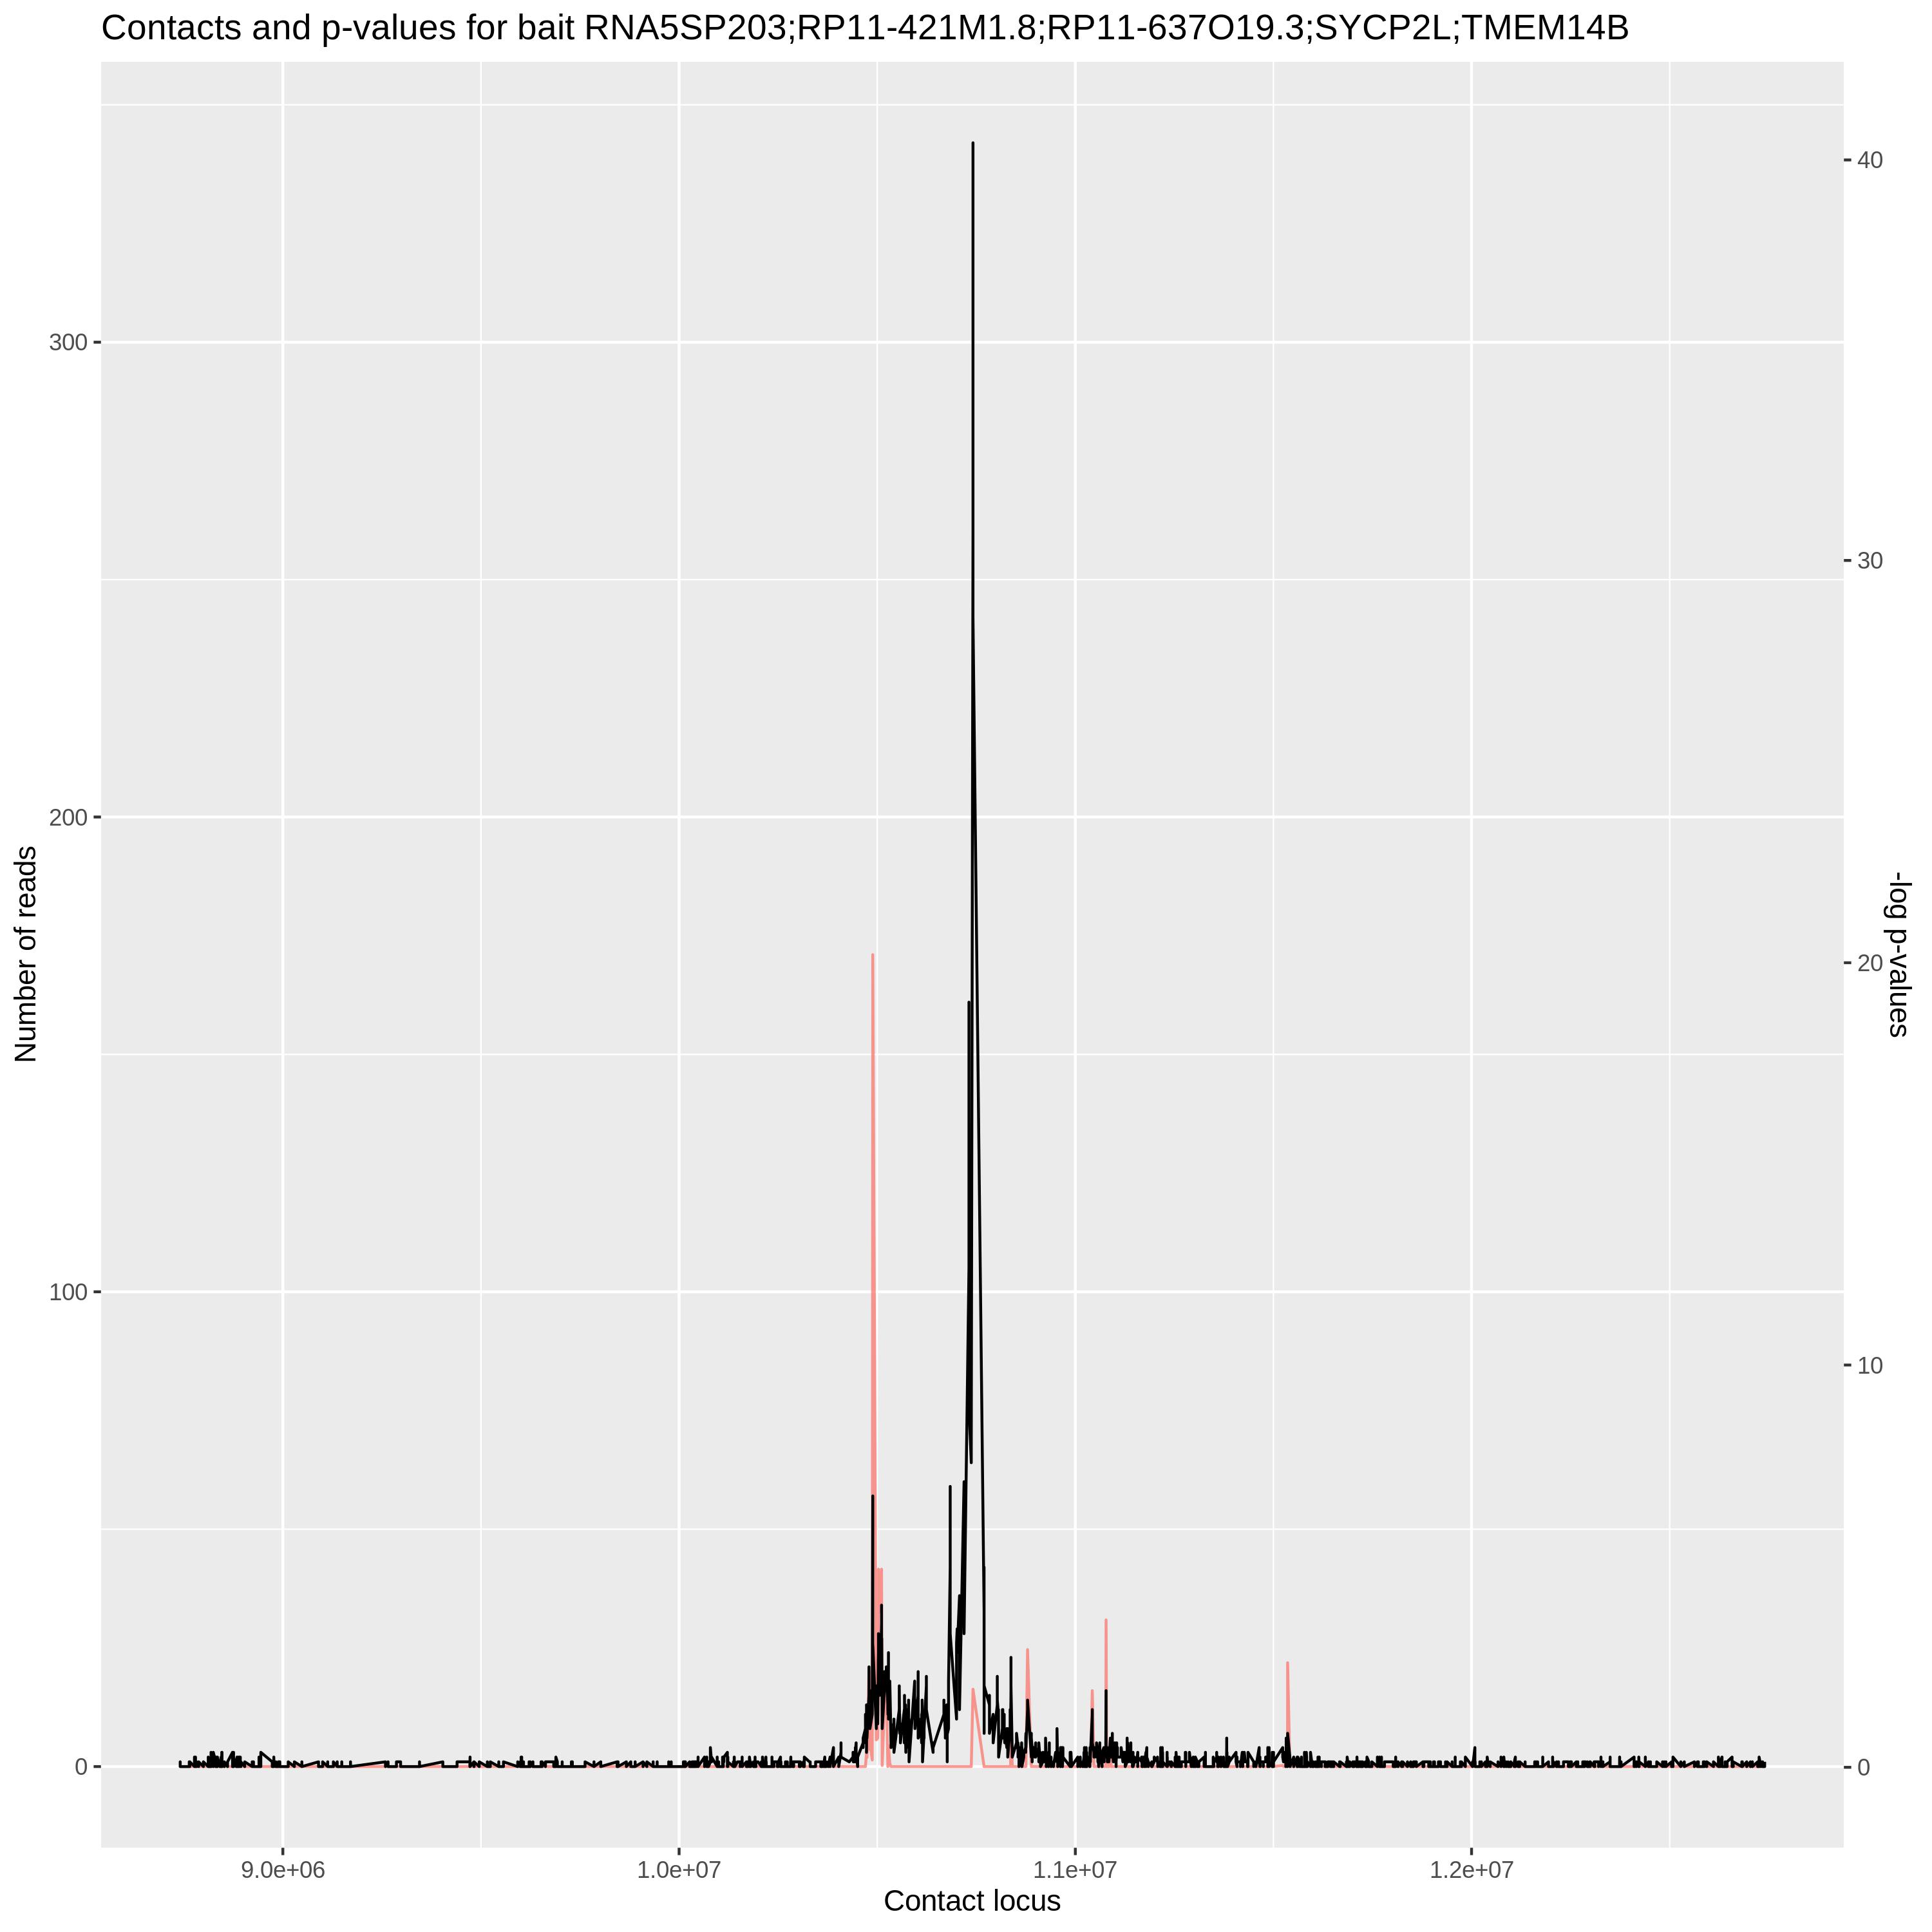 Contacts and p-values for bait RNA5SP203;RP11-421M1.8;RP11-637O19.3;SYCP2L;TMEM14B
300
200
100
0
Number of reads
40
30
20
10
0
-log p-values
9.0e+06
1.0e+07
1.1e+07
1.2e+07
Contact locus